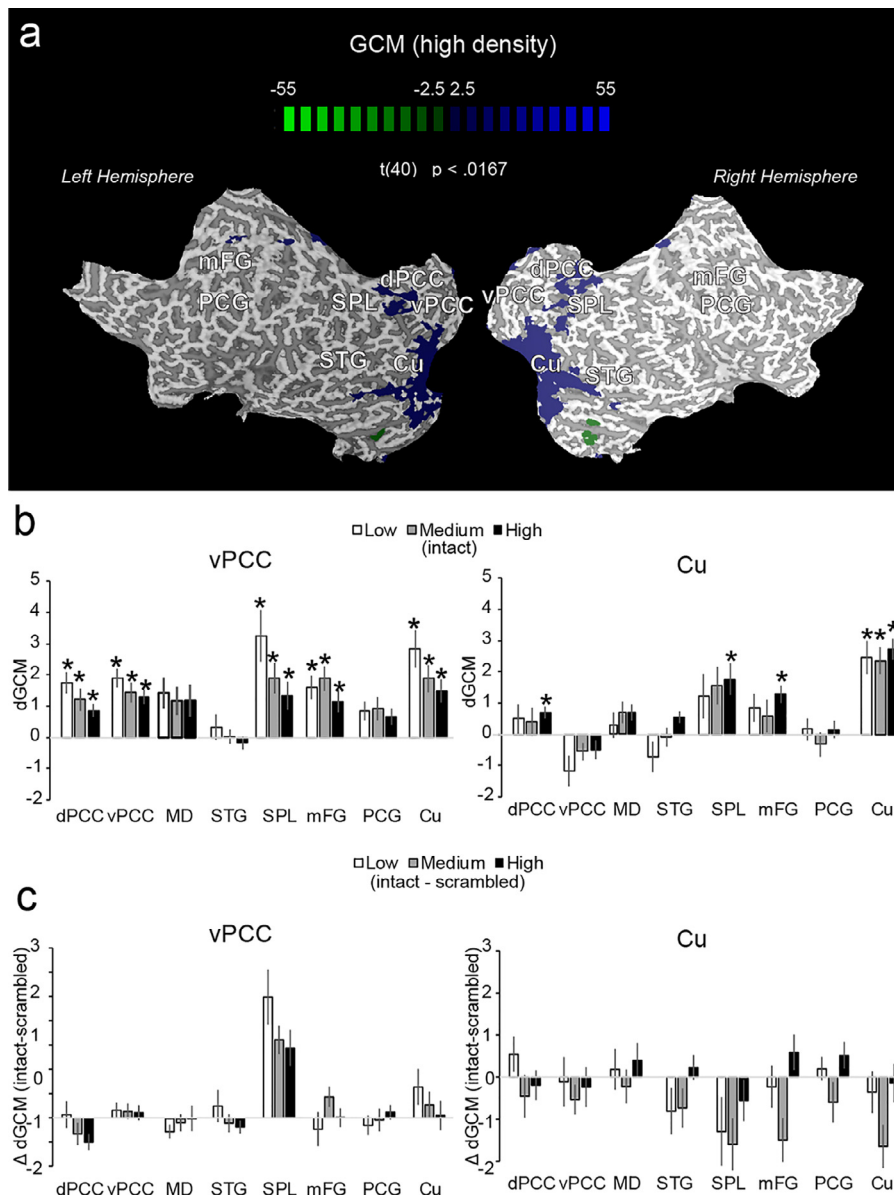 a
GCM (high density)
-55 -2.5 2.5 55
t(40) p < .0167
Left Hemisphere Right Hemisphere
mFG
PCG
SPL
dPCC
vPCC
STG
Cu
dPCC
vPCC
SPL
mFG
PCG
Cu
STG
b
Low Medium High
(intact)
vPCC Cu
dGCM
5
4
3
2
1
0
-1
-2
* * * * * * * * * * * * * * *
dPCC vPCC MD STG SPL mFG PCG Cu
dGCM
5
4
3
2
1
0
-1
-2
* * * * * *
dPCC vPCC MD STG SPL mFG PCG Cu
Low Medium High
(intact - scrambled)
c
vPCC Cu
Δ dGCM (intact-scrambled)
3
2
1
0
-1
-2
dPCC vPCC MD STG SPL mFG PCG Cu
Δ dGCM (intact-scrambled)
3
2
1
0
-1
-2
dPCC vPCC MD STG SPL mFG PCG Cu